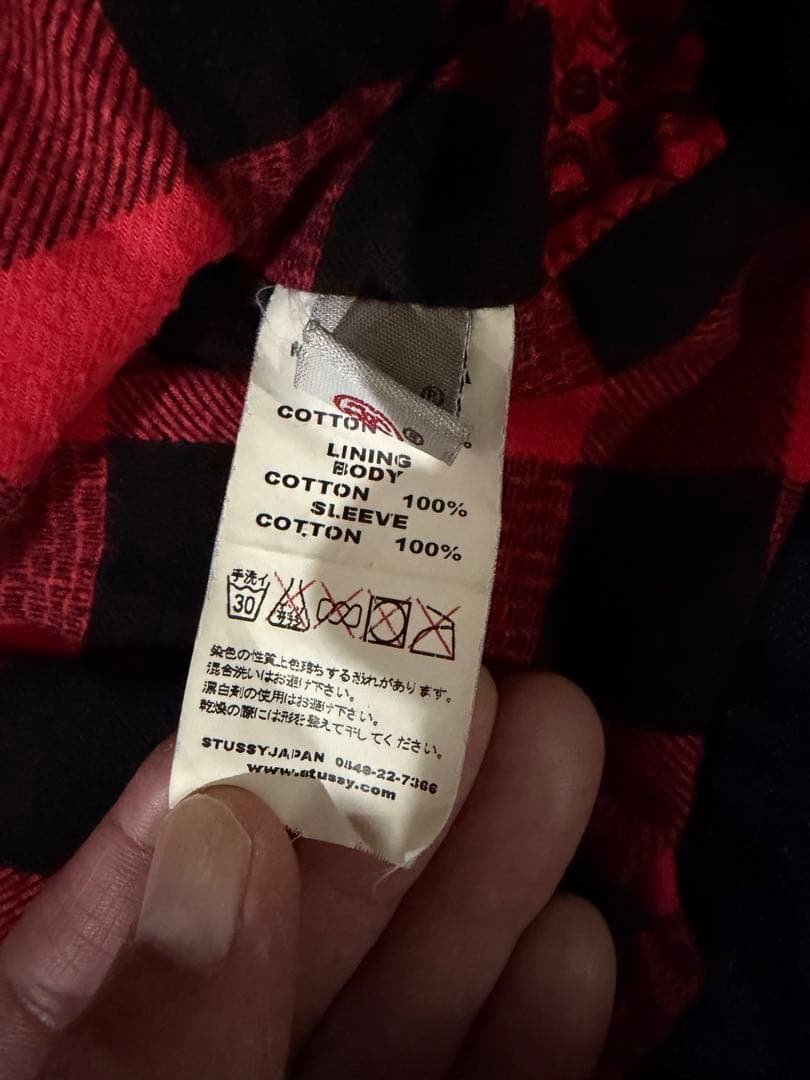 COTTON
LINING
BODY
COTTON 100%
SLEEVE
COTTON 100%
手洗イ
30
染色の性質上色落ちする恐れがあります。
混合洗いはお避け下さい。
漂白剤の使用はお避け下さい。
乾燥の際には形を整えて干してください。
STUSSYJAPAN 0849-22-7366
www.stussy.com